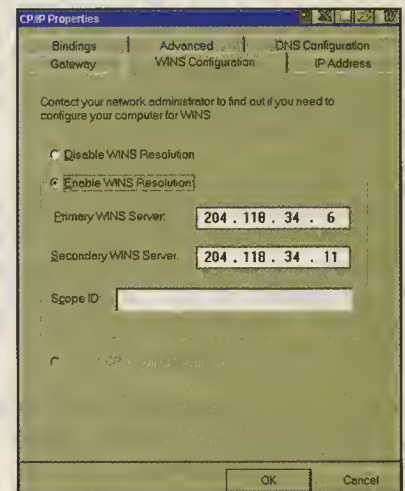 CP/IP Properties
Bindings Advanced DNS Configuration
Gateway WINS Configuration IP Address
Contact your network administrator to find out if you need to
configure your computer for WINS
Disable WINS Resolution
Enable WINS Resolution
Primary WINS Server:
204 . 118 . 34 . 6
Secondary WINS Server:
204 . 118 . 34 . 11
Scope ID:
OK Cancel